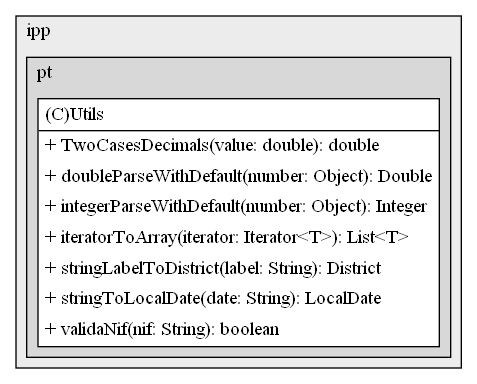 ipp
pt
(C)Utils
+ TwoCasesDecimals(value: double): double
+ doubleParseWithDefault(number: Object): Double
+ integerParseWithDefault(number: Object): Integer
+ iteratorToArray(iterator: Iterator<T>): List<T>
+ stringLabelToDistrict(label: String): District
+ stringToLocalDate(date: String): LocalDate
+ validaNif(nif: String): boolean